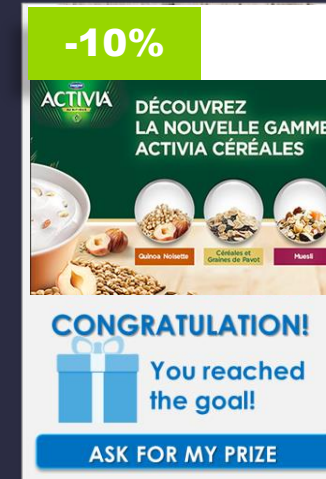 -10%
ACTIVIA
DÉCOUVREZ
LA NOUVELLE GAMME
ACTIVIA CÉRÉALES
Quinoa Noisette
Céréales et
Graines de Pavot
Muesli
CONGRATULATION!
You reached
the goal!
ASK FOR MY PRIZE